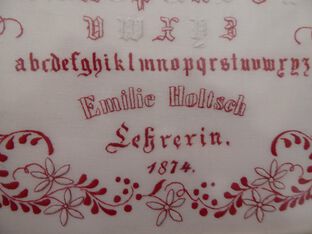 V W X Y Z
abcdefghiklmnopqrstuvwxyz
Emilie Holtsch
Lehrerin.
1874.